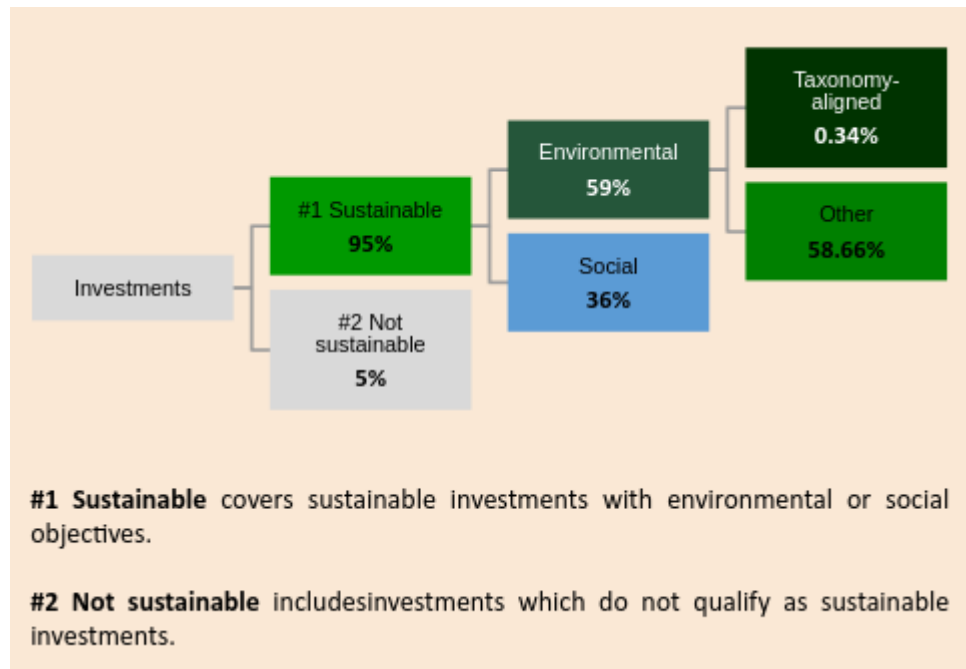 Taxonomy-
aligned
0.34%
Environmental
59%
#1 Sustainable
95%
Other
58.66%
Social
36%
Investments
#2 Not
sustainable
5%
#1 Sustainable covers sustainable investments with environmental or social
objectives.
#2 Not sustainable includesinvestments which do not qualify as sustainable
investments.